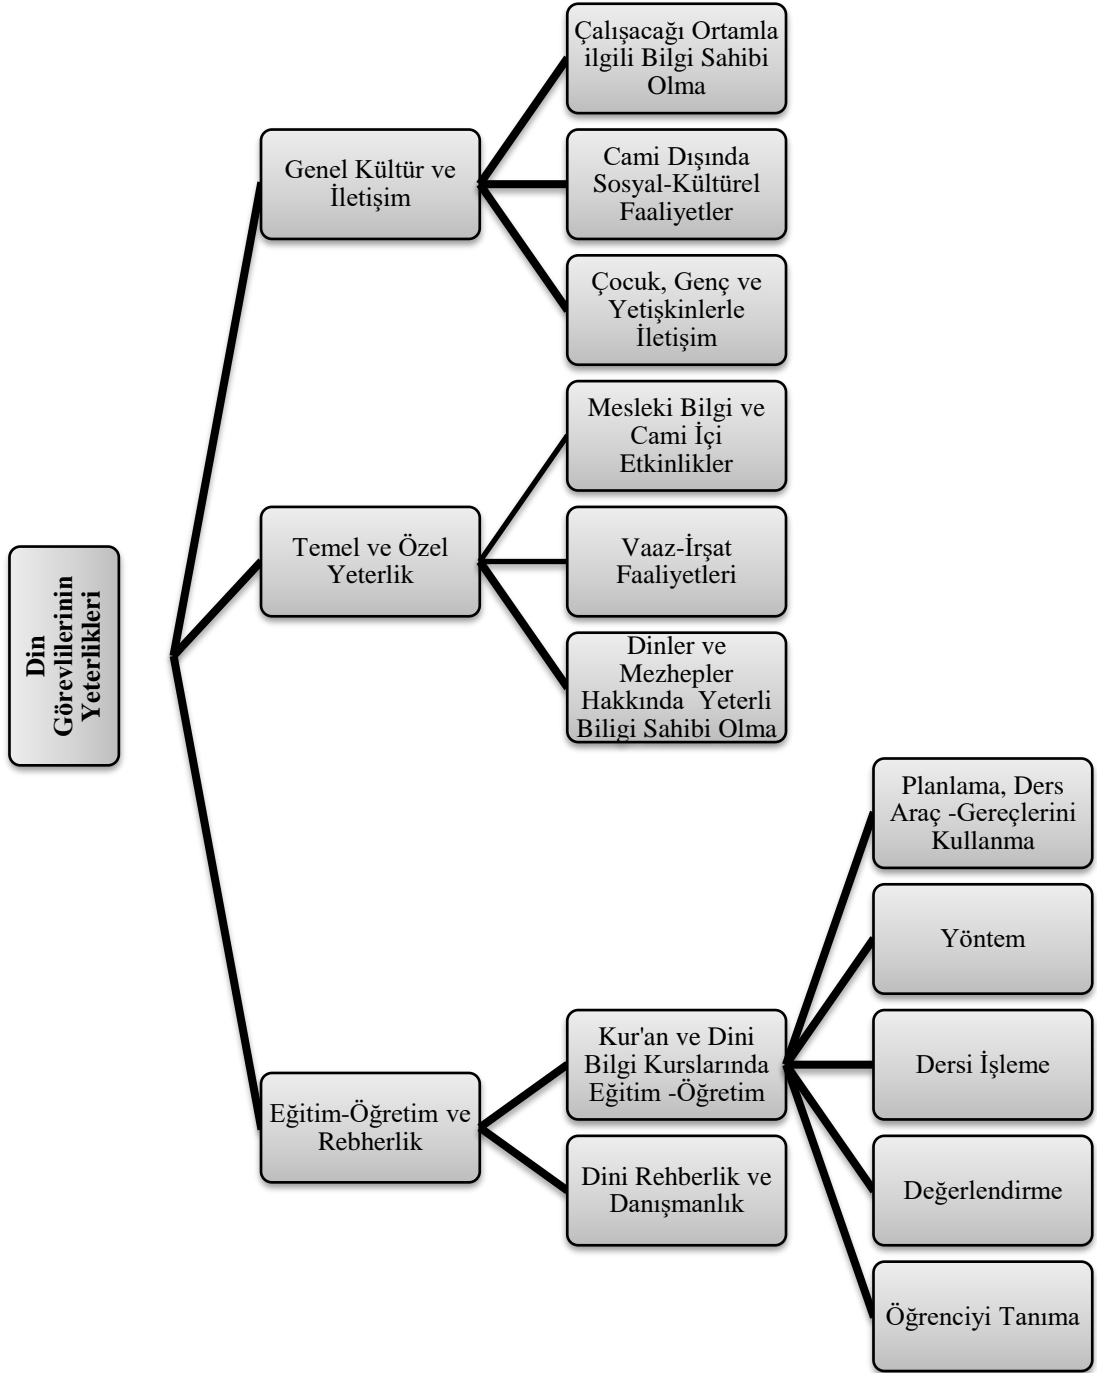 Din
Görevlilerinin
Yeterlikleri
Genel Kültür ve
İletişim
Çalışacağı Ortamla
ilgili Bilgi Sahibi
Olma
Cami Dışında
Sosyal-Kültürel
Faaliyetler
Çocuk, Genç ve
Yetişkinlerle
İletişim
Temel ve Özel
Yeterlik
Mesleki Bilgi ve
Cami İçi
Etkinlikler
Vaaz-İrşat
Faaliyetleri
Dinler ve
Mezhepler
Hakkında  Yeterli
Biligi Sahibi Olma
Eğitim-Öğretim ve
Rebherlik
Kur'an ve Dini
Bilgi Kurslarında
Eğitim -Öğretim
Planlama, Ders
Araç -Gereçlerini
Kullanma
Yöntem
Dersi İşleme
Değerlendirme
Öğrenciyi Tanıma
Dini Rehberlik ve
Danışmanlık